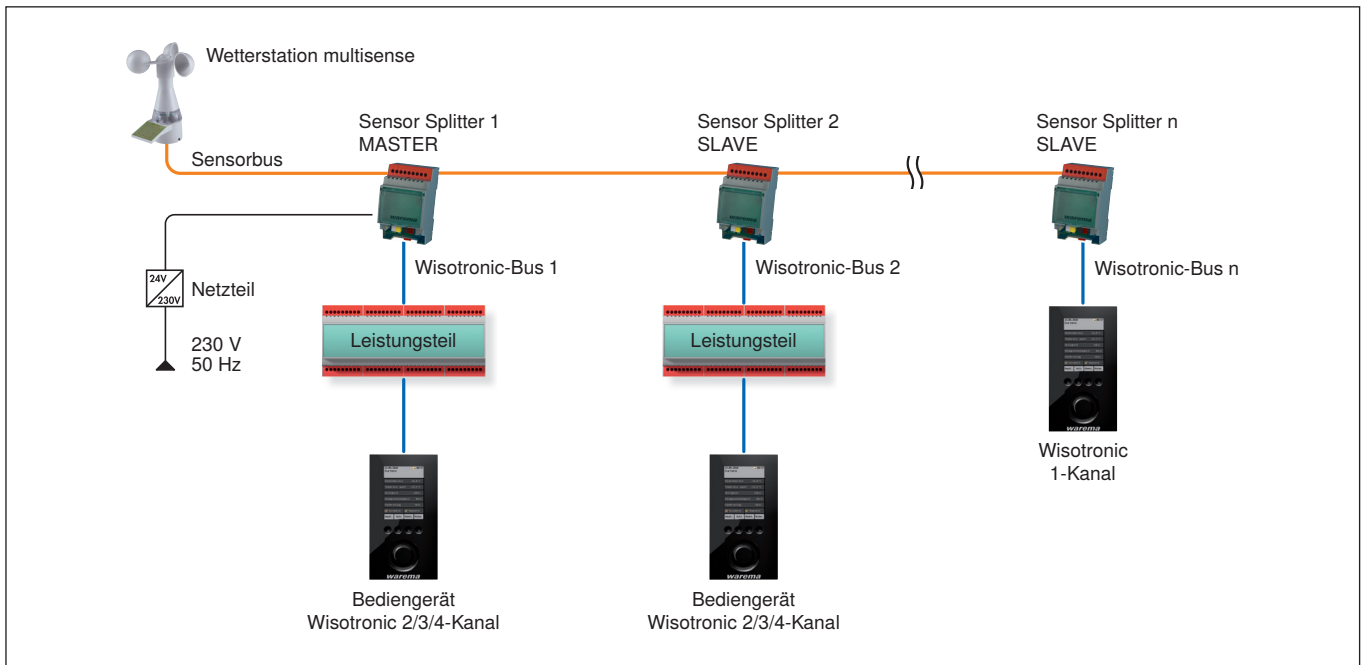 Wetterstation multisense
Sensor Splitter 1
MASTER
Sensor Splitter 2
SLAVE
Sensor Splitter n
SLAVE
Sensorbus
Wisotronic-Bus 1
Wisotronic-Bus 2
Wisotronic-Bus n
24V
230V
Netzteil
230 V
50 Hz
Leistungsteil
Leistungsteil
warema
Wisotronic
1-Kanal
warema
warema
Bediengerät
Wisotronic 2/3/4-Kanal
Bediengerät
Wisotronic 2/3/4-Kanal